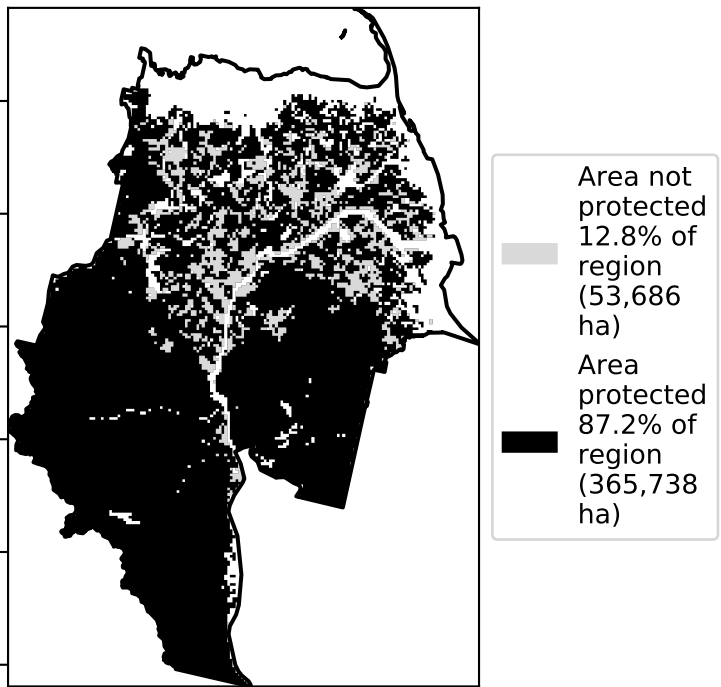 Area not
protected
12.8% of
region
(53,686
ha)
Area
protected
87.2% of
region
(365,738
ha)